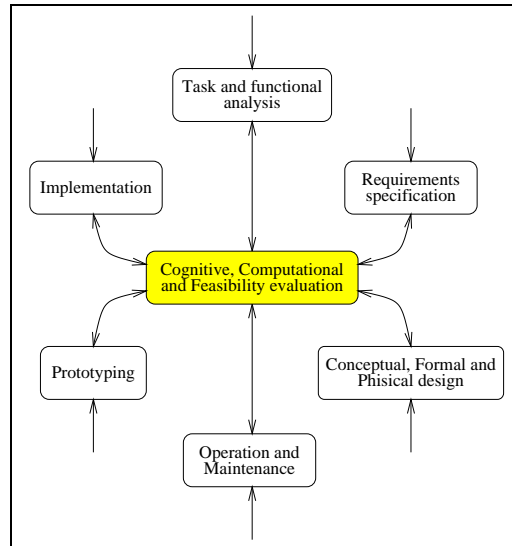 Task and functional
analysis
Implementation
Requirements
specification
Cognitive, Computational
and Feasibility evaluation
Prototyping
Conceptual, Formal and
Phisical design
Operation and
Maintenance